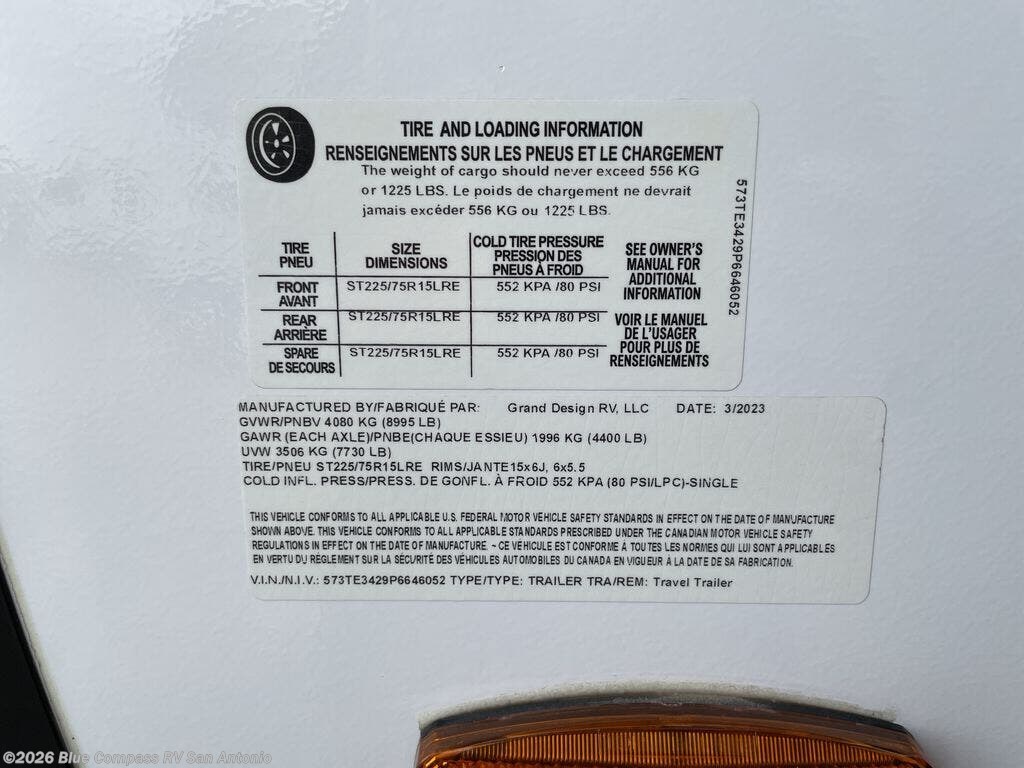 TIRE AND LOADING INFORMATION
RENSEIGNEMENTS SUR LES PNEUS ET LE CHARGEMENT
The weight of cargo should never exceed 556 KG
or 1225 LBS. Le poids de chargement ne devrait
jamais excéder 556 KG ou 1225 LBS.
TIRE PNEU
SIZE DIMENSIONS
COLD TIRE PRESSURE PRESSION DES PNEUS À FROID
FRONT AVANT
ST225/75R15LRE
552 KPA /80 PSI
REAR ARRIÈRE
ST225/75R15LRE
552 KPA /80 PSI
SPARE DE SECOURS
ST225/75R15LRE
552 KPA /80 PSI
SEE OWNER'S
MANUAL FOR
ADDITIONAL
INFORMATION
VOIR LE MANUEL
DE L'USAGER
POUR PLUS DE
RENSEIGNEMENTS
573TE3429P6646052
MANUFACTURED BY/FABRIQUÉ PAR: Grand Design RV, LLC DATE: 3/2023
GVWR/PNBV 4080 KG (8995 LB)
GAWR (EACH AXLE)/PNBE(CHAQUE ESSIEU) 1996 KG (4400 LB)
UVW 3506 KG (7730 LB)
TIRE/PNEU ST225/75R15LRE RIMS/JANTE15x6J, 6x5.5
COLD INFL. PRESS/PRESS. DE GONFL. À FROID 552 KPA (80 PSI/LPC)-SINGLE
THIS VEHICLE CONFORMS TO ALL APPLICABLE U.S. FEDERAL MOTOR VEHICLE SAFETY STANDARDS IN EFFECT ON THE DATE OF MANUFACTURE
SHOWN ABOVE. THIS VEHICLE CONFORMS TO ALL APPLICABLE STANDARDS PRESCRIBED UNDER THE CANADIAN MOTOR VEHICLE SAFETY
REGULATIONS IN EFFECT ON THE DATE OF MANUFACTURE. ~ CE VÉHICULE EST CONFORME À TOUTES LES NORMES QUI LUI SONT APPLICABLES
EN VERTU DU RÈGLEMENT SUR LA SÉCURITÉ DES VÉHICULES AUTOMOBILES DU CANADA EN VIGUEUR À LA DATE DE SA FABRICATION.
V.I.N./N.I.V.: 573TE3429P6646052 TYPE/TYPE: TRAILER TRA/REM: Travel Trailer
©2026 Blue Compass RV San Antonio